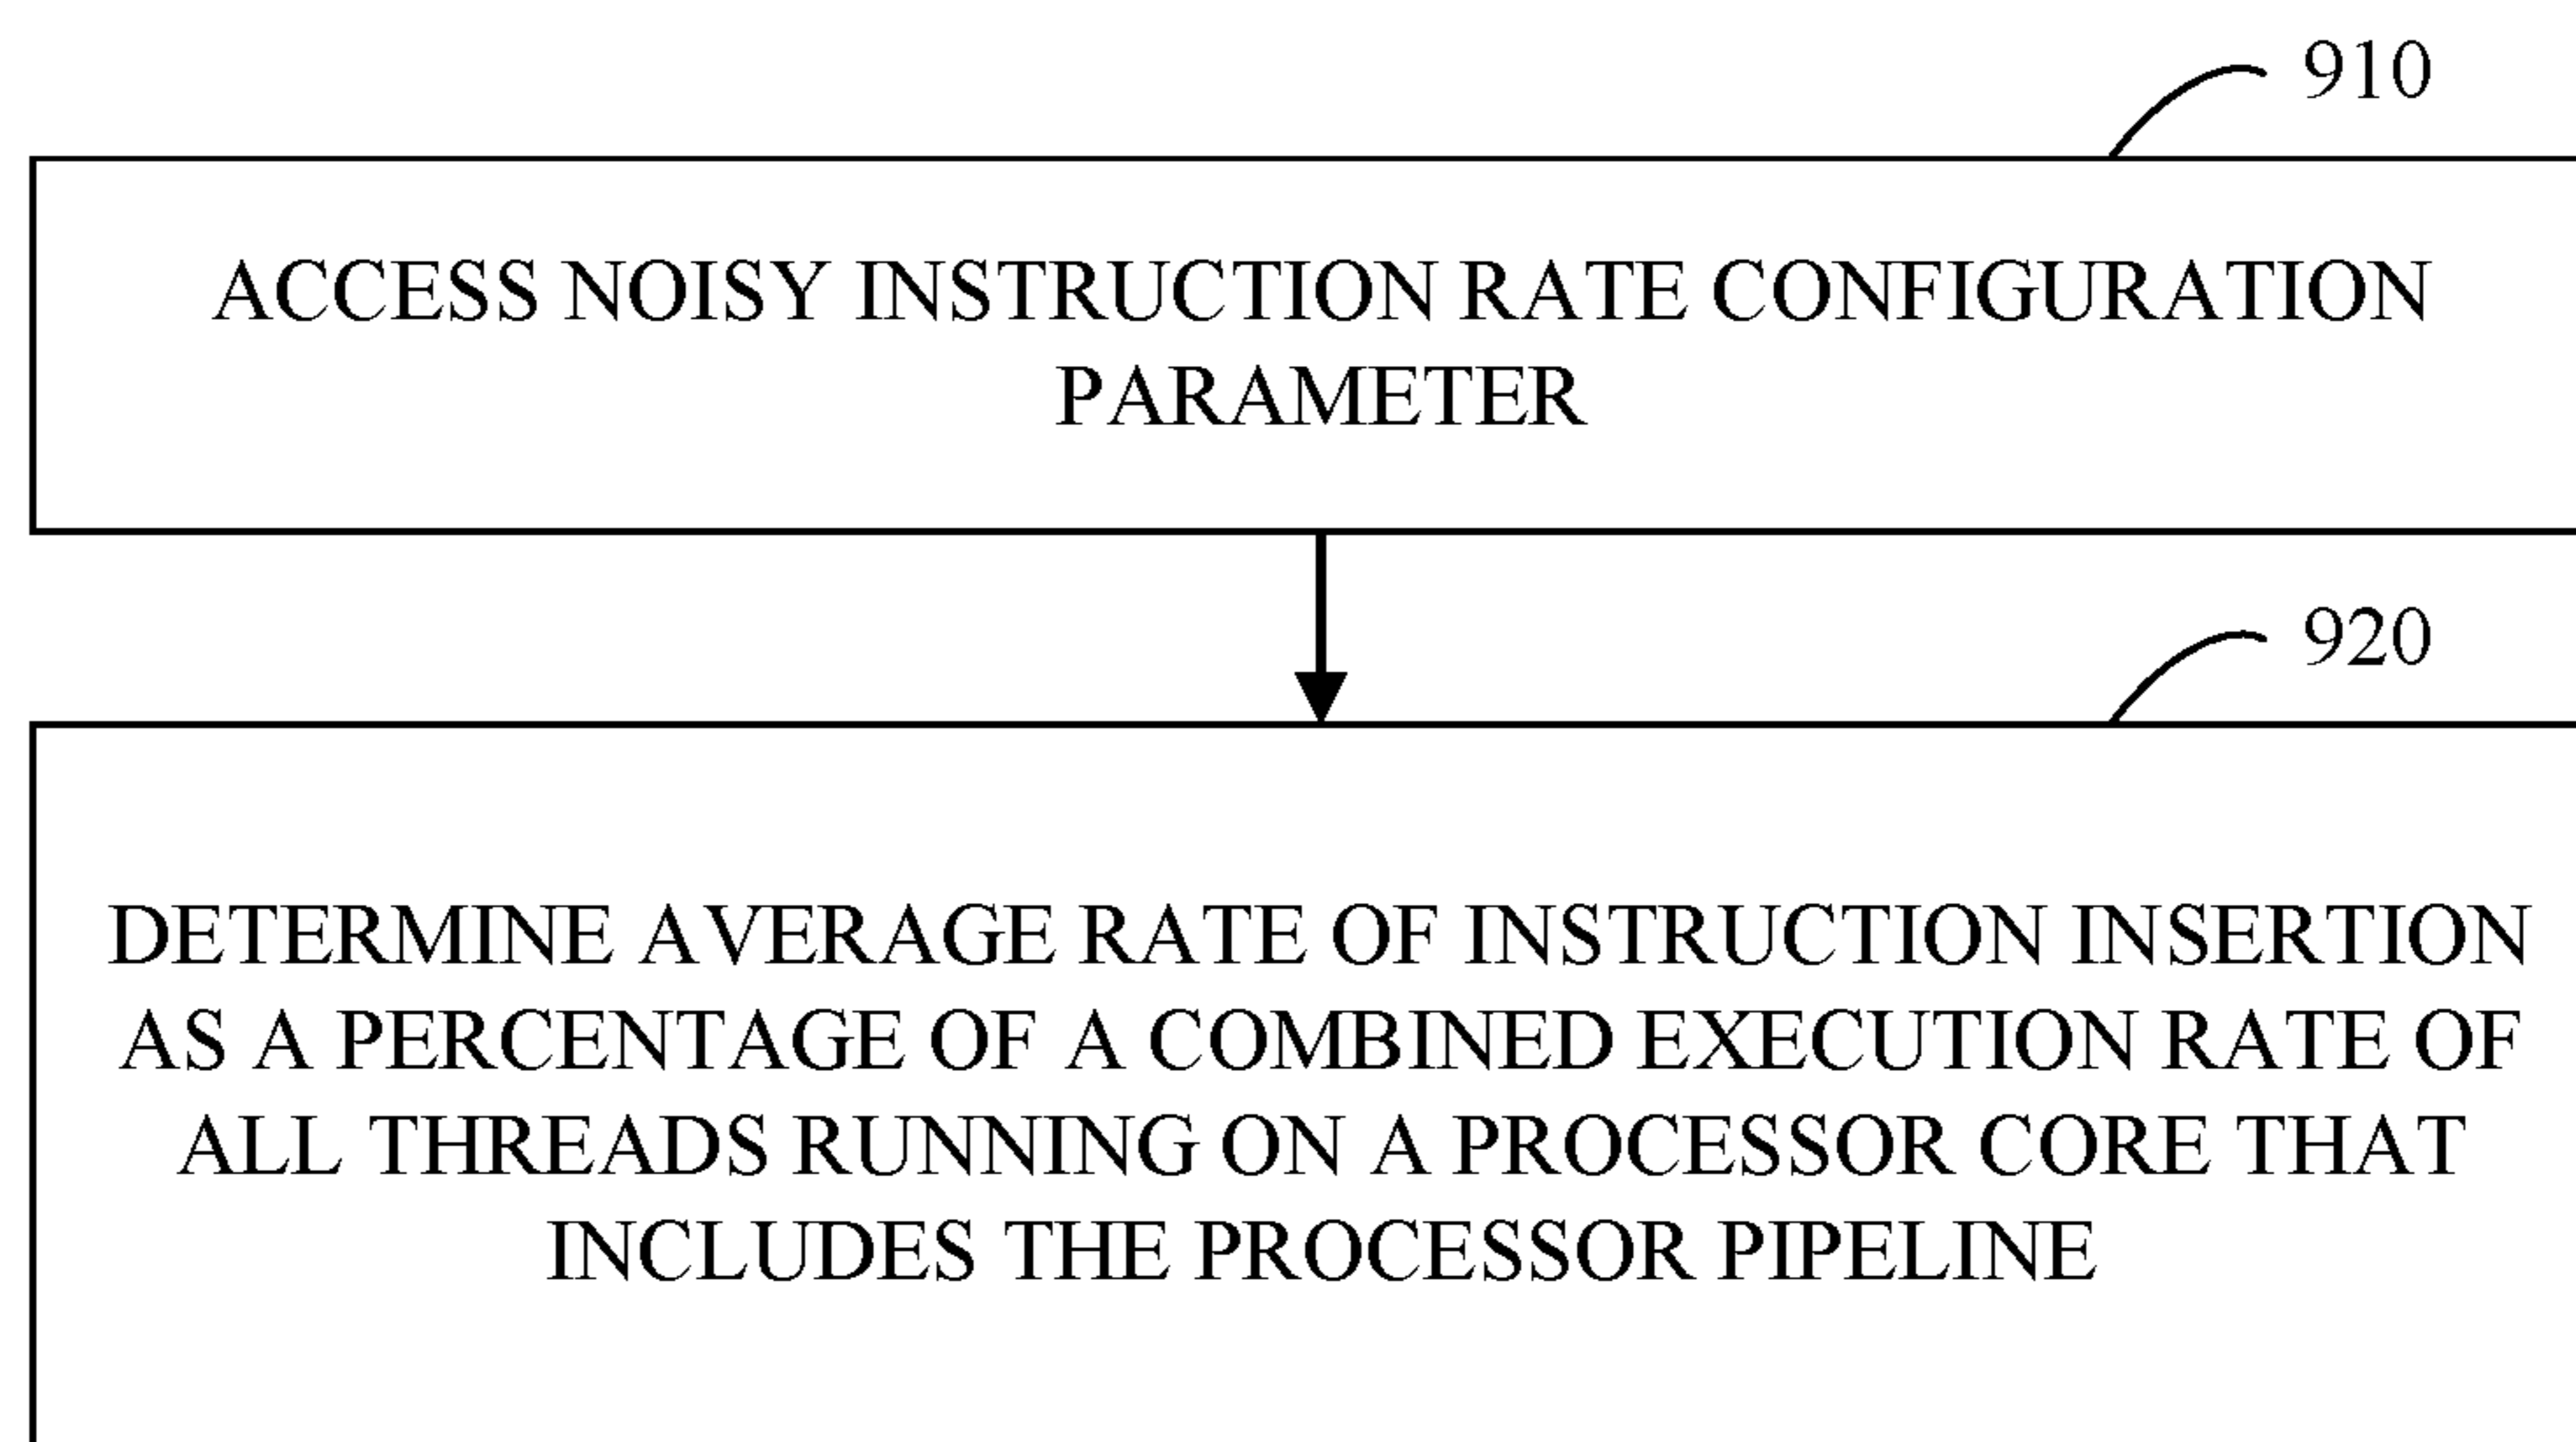 910
ACCESS NOISY INSTRUCTION RATE CONFIGURATION
PARAMETER
920
DETERMINE AVERAGE RATE OF INSTRUCTION INSERTION
AS A PERCENTAGE OF A COMBINED EXECUTION RATE OF
ALL THREADS RUNNING ON A PROCESSOR CORE THAT
INCLUDES THE PROCESSOR PIPELINE